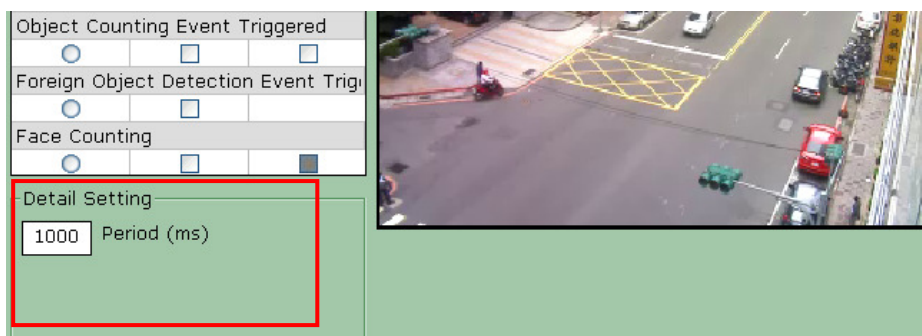 Object Counting Event Triggered
Foreign Object Detection Event Trig
Face Counting
Detail Setting
1000 Period (ms)